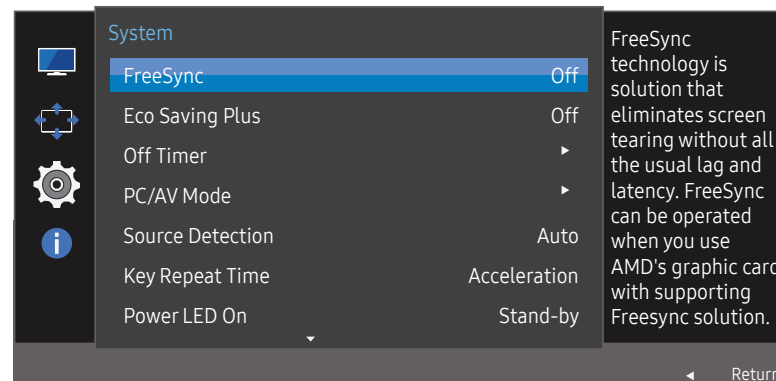 System
FreeSync Off
Eco Saving Plus Off
Off Timer
PC/AV Mode
Source Detection Auto
Key Repeat Time Acceleration
Power LED On Stand-by
FreeSync
technology is
solution that
eliminates screen
tearing without all
the usual lag and
latency. FreeSync
can be operated
when you use
AMD's graphic card
with supporting
Freesync solution.
Return